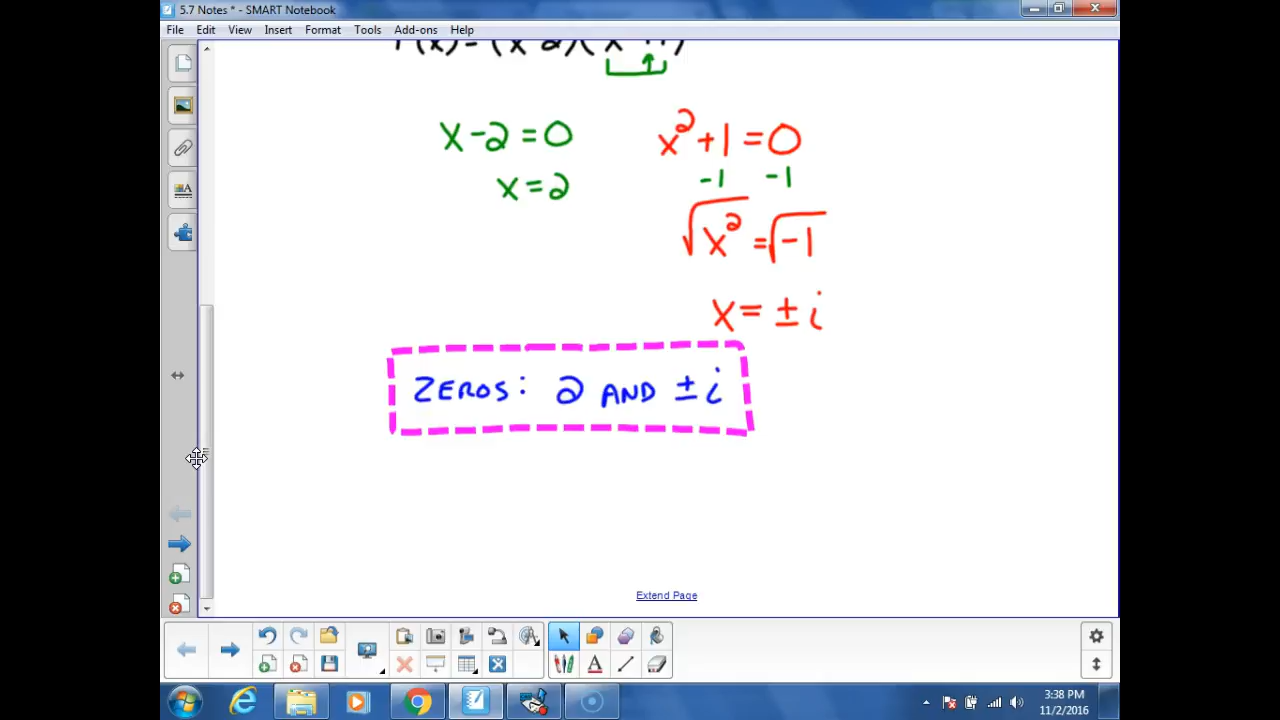 5.7 Notes * - SMART Notebook
File Edit View Insert Format Tools Add-ons Help
x-2=0
x²+1=0
x=2
-1 -1
√x² = √-1
x = ± i
ZEROS: 2 AND ± i
Extend Page
3:38 PM
11/2/2016